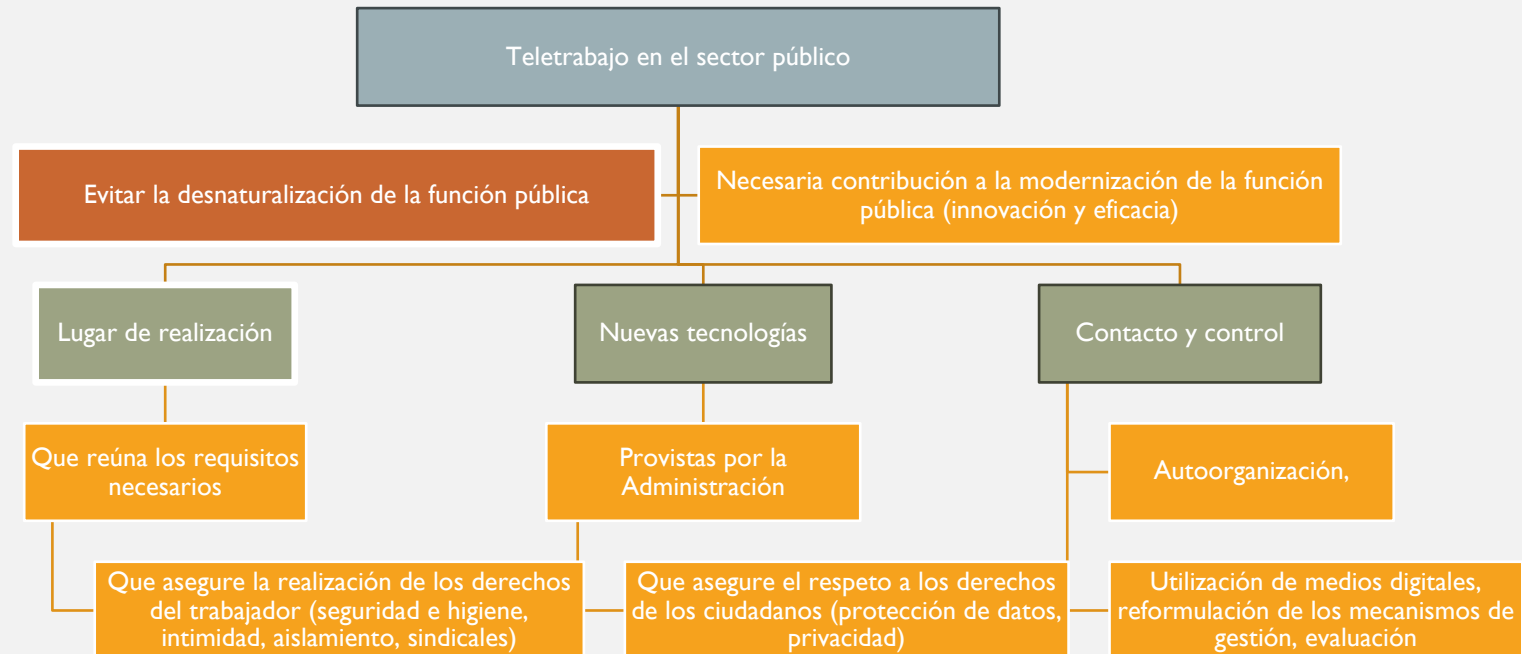 Teletrabajo en el sector público
Evitar la desnaturalización de la función pública
Necesaria contribución a la modernización de la función
pública (innovación y eficacia)
Lugar de realización
Nuevas tecnologías
Contacto y control
Que reúna los requisitos
necesarios
Provistas por la
Administración
Autoorganización,
Que asegure la realización de los derechos
del trabajador (seguridad e higiene,
intimidad, aislamiento, sindicales)
Que asegure el respeto a los derechos
de los ciudadanos (protección de datos,
privacidad)
Utilización de medios digitales,
reformulación de los mecanismos de
gestión, evaluación